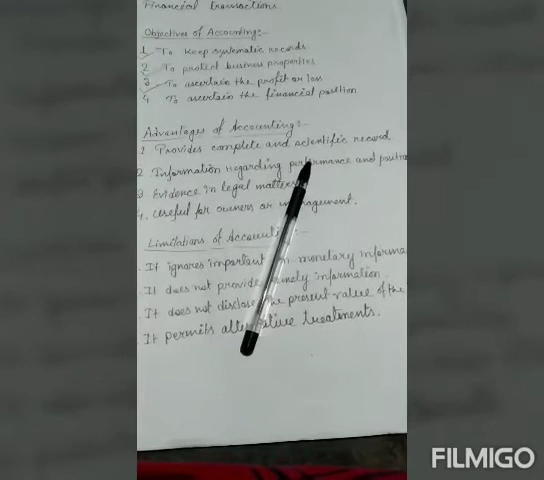 Financial transactions
Objectives of Accounting:-
1 To keep systematic records
2 To protect business properties
3 To ascertain the profit or loss
4 To ascertain the financial position
Advantages of Accounting:-
1 Provides complete and scientific record
2 Information regarding performance and position
3 Evidence in legal matters
4. Useful for owners or management.
Limitations of Accounting:-
. It ignores important monetary informa
. It does not provide timely information
. It does not disclose the present value of the
. It permits alternative treatments.
FILMIGO